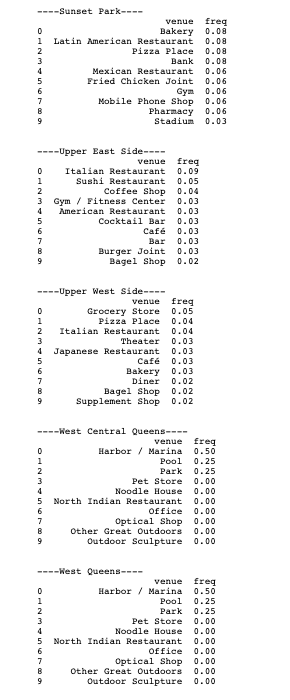 ----Sunset Park----
venue freq
0 Bakery 0.08
1 Latin American Restaurant 0.08
2 Pizza Place 0.08
3 Bank 0.08
4 Mexican Restaurant 0.06
5 Fried Chicken Joint 0.06
6 Gym 0.06
7 Mobile Phone Shop 0.06
8 Pharmacy 0.06
9 Stadium 0.03
----Upper East Side----
venue freq
0 Italian Restaurant 0.09
1 Sushi Restaurant 0.05
2 Coffee Shop 0.04
3 Gym / Fitness Center 0.03
4 American Restaurant 0.03
5 Cocktail Bar 0.03
6 Café 0.03
7 Bar 0.03
8 Burger Joint 0.03
9 Bagel Shop 0.02
----Upper West Side----
venue freq
0 Grocery Store 0.05
1 Pizza Place 0.04
2 Italian Restaurant 0.04
3 Theater 0.03
4 Japanese Restaurant 0.03
5 Café 0.03
6 Bakery 0.03
7 Diner 0.02
8 Bagel Shop 0.02
9 Supplement Shop 0.02
----West Central Queens----
venue freq
0 Harbor / Marina 0.50
1 Pool 0.25
2 Park 0.25
3 Pet Store 0.00
4 Noodle House 0.00
5 North Indian Restaurant 0.00
6 Office 0.00
7 Optical Shop 0.00
8 Other Great Outdoors 0.00
9 Outdoor Sculpture 0.00
----West Queens----
venue freq
0 Harbor / Marina 0.50
1 Pool 0.25
2 Park 0.25
3 Pet Store 0.00
4 Noodle House 0.00
5 North Indian Restaurant 0.00
6 Office 0.00
7 Optical Shop 0.00
8 Other Great Outdoors 0.00
9 Outdoor Sculpture 0.00